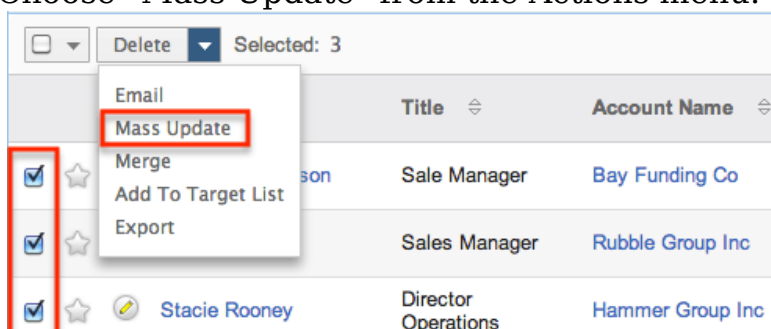 Choose "Mass Update" from the Actions menu.
Delete Selected: 3
Email
Mass Update
Merge
Add To Target List
Export
Title Account Name
son Sale Manager Bay Funding Co
Sales Manager Rubble Group Inc
Stacie Rooney Director Operations Hammer Group Inc